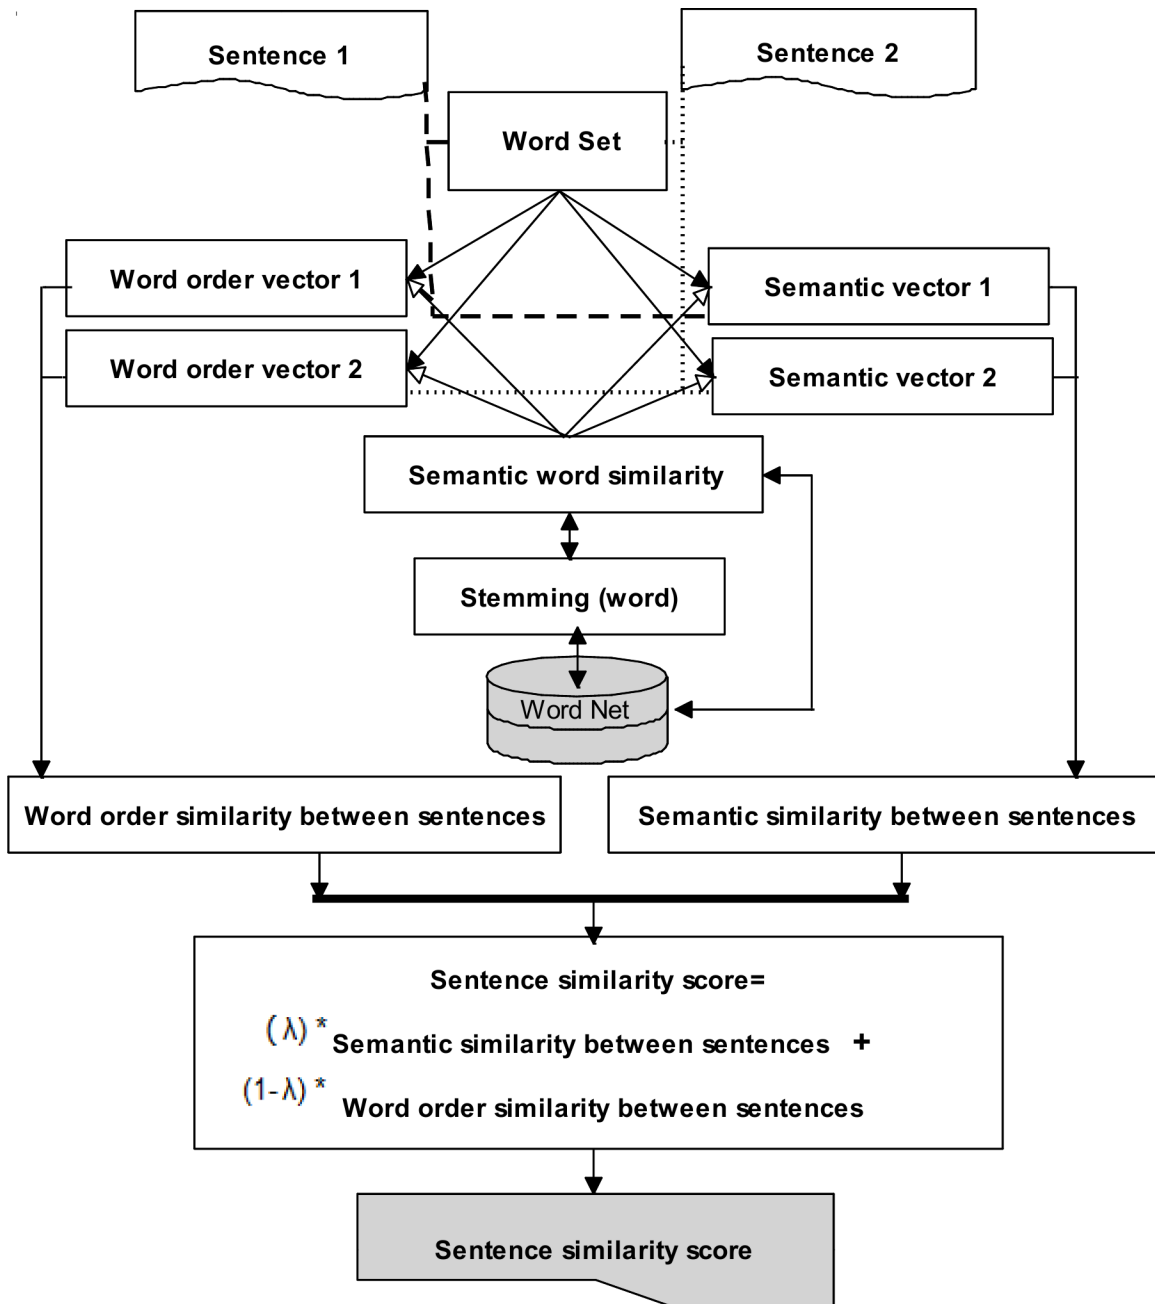 Sentence 1
Sentence 2
Word Set
Word order vector 1
Semantic vector 1
Word order vector 2
Semantic vector 2
Semantic word similarity
Stemming (word)
Word Net
Word order similarity between sentences
Semantic similarity between sentences
Sentence similarity score=
(λ) * Semantic similarity between sentences +
(1-λ) * Word order similarity between sentences
Sentence similarity score